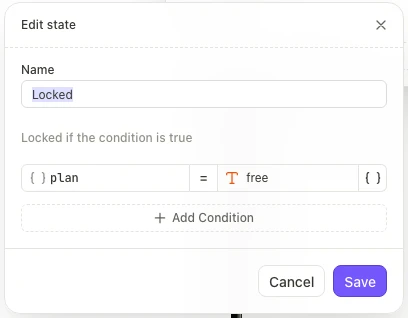 Edit state
Name
Locked
Locked if the condition is true
{ } plan = T free { }
+ Add Condition
Cancel Save